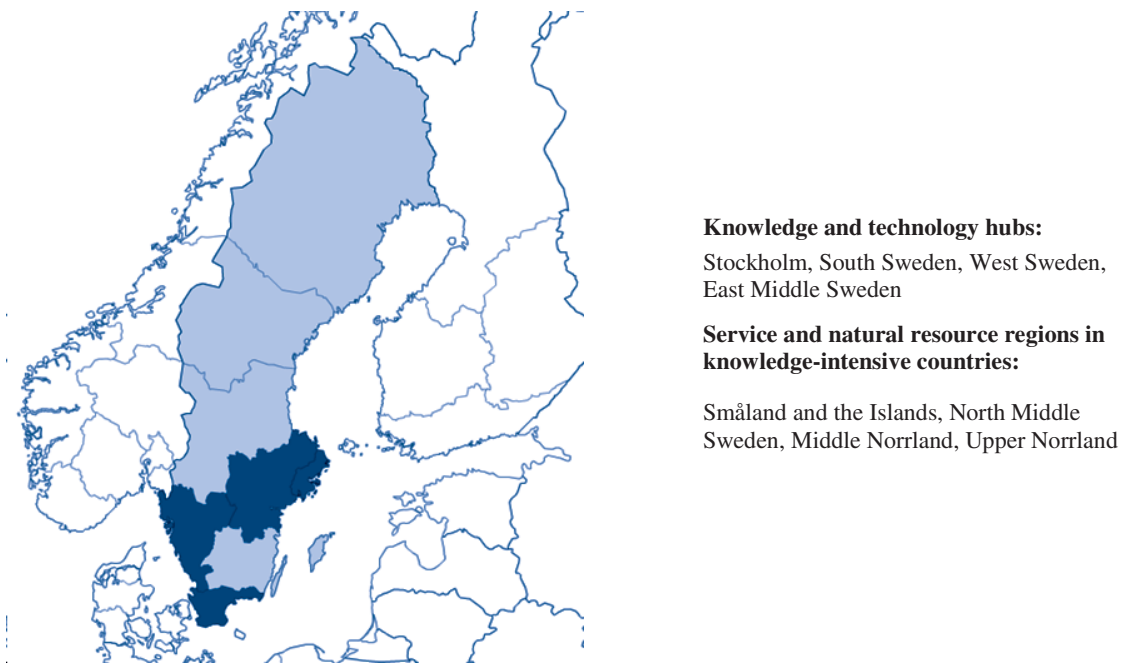 Knowledge and technology hubs:
Stockholm, South Sweden, West Sweden,
East Middle Sweden
Service and natural resource regions in
knowledge-intensive countries:
Småland and the Islands, North Middle
Sweden, Middle Norrland, Upper Norrland